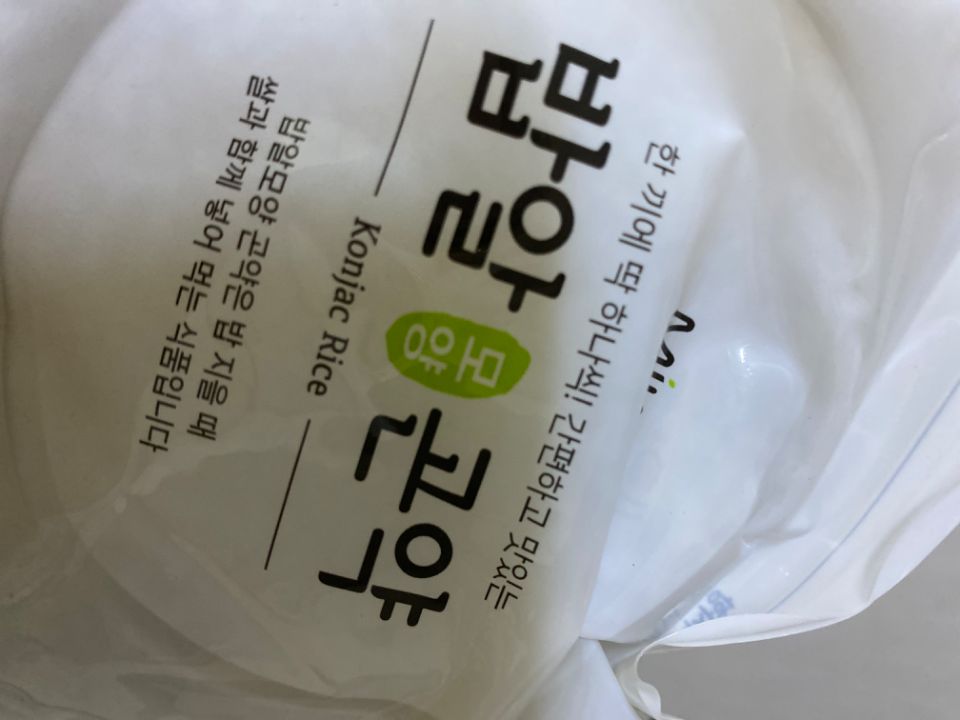 한 끼에 딱 하나씩! 간편하고 맛있는
밥알모양 곤약
Konjac Rice
밥알모양 곤약은 밥 지을 때
쌀과 함께 넣어 먹는 식품입니다